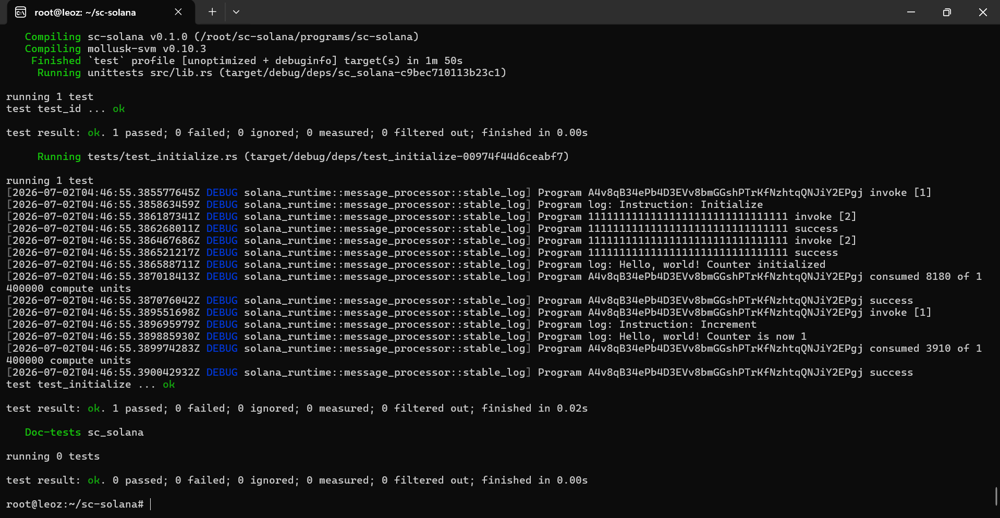 root@leoz: ~/sc-solana
Compiling sc-solana v0.1.0 (/root/sc-solana/programs/sc-solana)
Compiling mollusk-svm v0.10.3
Finished `test` profile [unoptimized + debuginfo] target(s) in 1m 50s
Running unittests src/lib.rs (target/debug/deps/sc_solana-c9bec710113b23c1)
running 1 test
test test_id ... ok
test result: ok. 1 passed; 0 failed; 0 ignored; 0 measured; 0 filtered out; finished in 0.00s
Running tests/test_initialize.rs (target/debug/deps/test_initialize-00974f44d6ceabf7)
running 1 test
[2026-07-02T04:46:55.385577645Z DEBUG solana_runtime::message_processor::stable_log] Program A4v8qB34ePb4D3EVv8bmGGshPTrKfNzhtqQNJiY2EPgj invoke [1]
[2026-07-02T04:46:55.385863459Z DEBUG solana_runtime::message_processor::stable_log] Program log: Instruction: Initialize
[2026-07-02T04:46:55.386187341Z DEBUG solana_runtime::message_processor::stable_log] Program 11111111111111111111111111111111 invoke [2]
[2026-07-02T04:46:55.386268011Z DEBUG solana_runtime::message_processor::stable_log] Program 11111111111111111111111111111111 success
[2026-07-02T04:46:55.386467686Z DEBUG solana_runtime::message_processor::stable_log] Program 11111111111111111111111111111111 invoke [2]
[2026-07-02T04:46:55.386521217Z DEBUG solana_runtime::message_processor::stable_log] Program 11111111111111111111111111111111 success
[2026-07-02T04:46:55.386588711Z DEBUG solana_runtime::message_processor::stable_log] Program log: Hello, world! Counter initialized
[2026-07-02T04:46:55.387018413Z DEBUG solana_runtime::message_processor::stable_log] Program A4v8qB34ePb4D3EVv8bmGGshPTrKfNzhtqQNJiY2EPgj consumed 8180 of 1
400000 compute units
[2026-07-02T04:46:55.387076042Z DEBUG solana_runtime::message_processor::stable_log] Program A4v8qB34ePb4D3EVv8bmGGshPTrKfNzhtqQNJiY2EPgj success
[2026-07-02T04:46:55.389551698Z DEBUG solana_runtime::message_processor::stable_log] Program A4v8qB34ePb4D3EVv8bmGGshPTrKfNzhtqQNJiY2EPgj invoke [1]
[2026-07-02T04:46:55.389695979Z DEBUG solana_runtime::message_processor::stable_log] Program log: Instruction: Increment
[2026-07-02T04:46:55.389885930Z DEBUG solana_runtime::message_processor::stable_log] Program log: Hello, world! Counter is now 1
[2026-07-02T04:46:55.389974283Z DEBUG solana_runtime::message_processor::stable_log] Program A4v8qB34ePb4D3EVv8bmGGshPTrKfNzhtqQNJiY2EPgj consumed 3910 of 1
400000 compute units
[2026-07-02T04:46:55.390042932Z DEBUG solana_runtime::message_processor::stable_log] Program A4v8qB34ePb4D3EVv8bmGGshPTrKfNzhtqQNJiY2EPgj success
test test_initialize ... ok
test result: ok. 1 passed; 0 failed; 0 ignored; 0 measured; 0 filtered out; finished in 0.02s
Doc-tests sc_solana
running 0 tests
test result: ok. 0 passed; 0 failed; 0 ignored; 0 measured; 0 filtered out; finished in 0.00s
root@leoz:~/sc-solana#